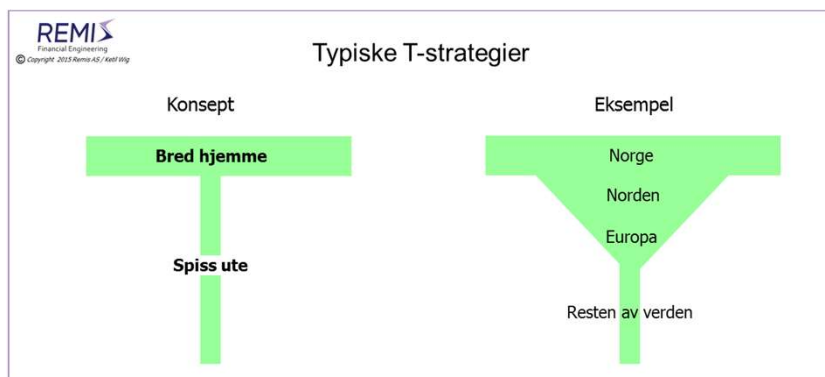 REMIS
Financial Engineering
© Copyright 2015 Remis AS / Ketil Wig
Typiske T-strategier
Konsept
Eksempel
Bred hjemme
Spiss ute
Norge
Norden
Europa
Resten av verden